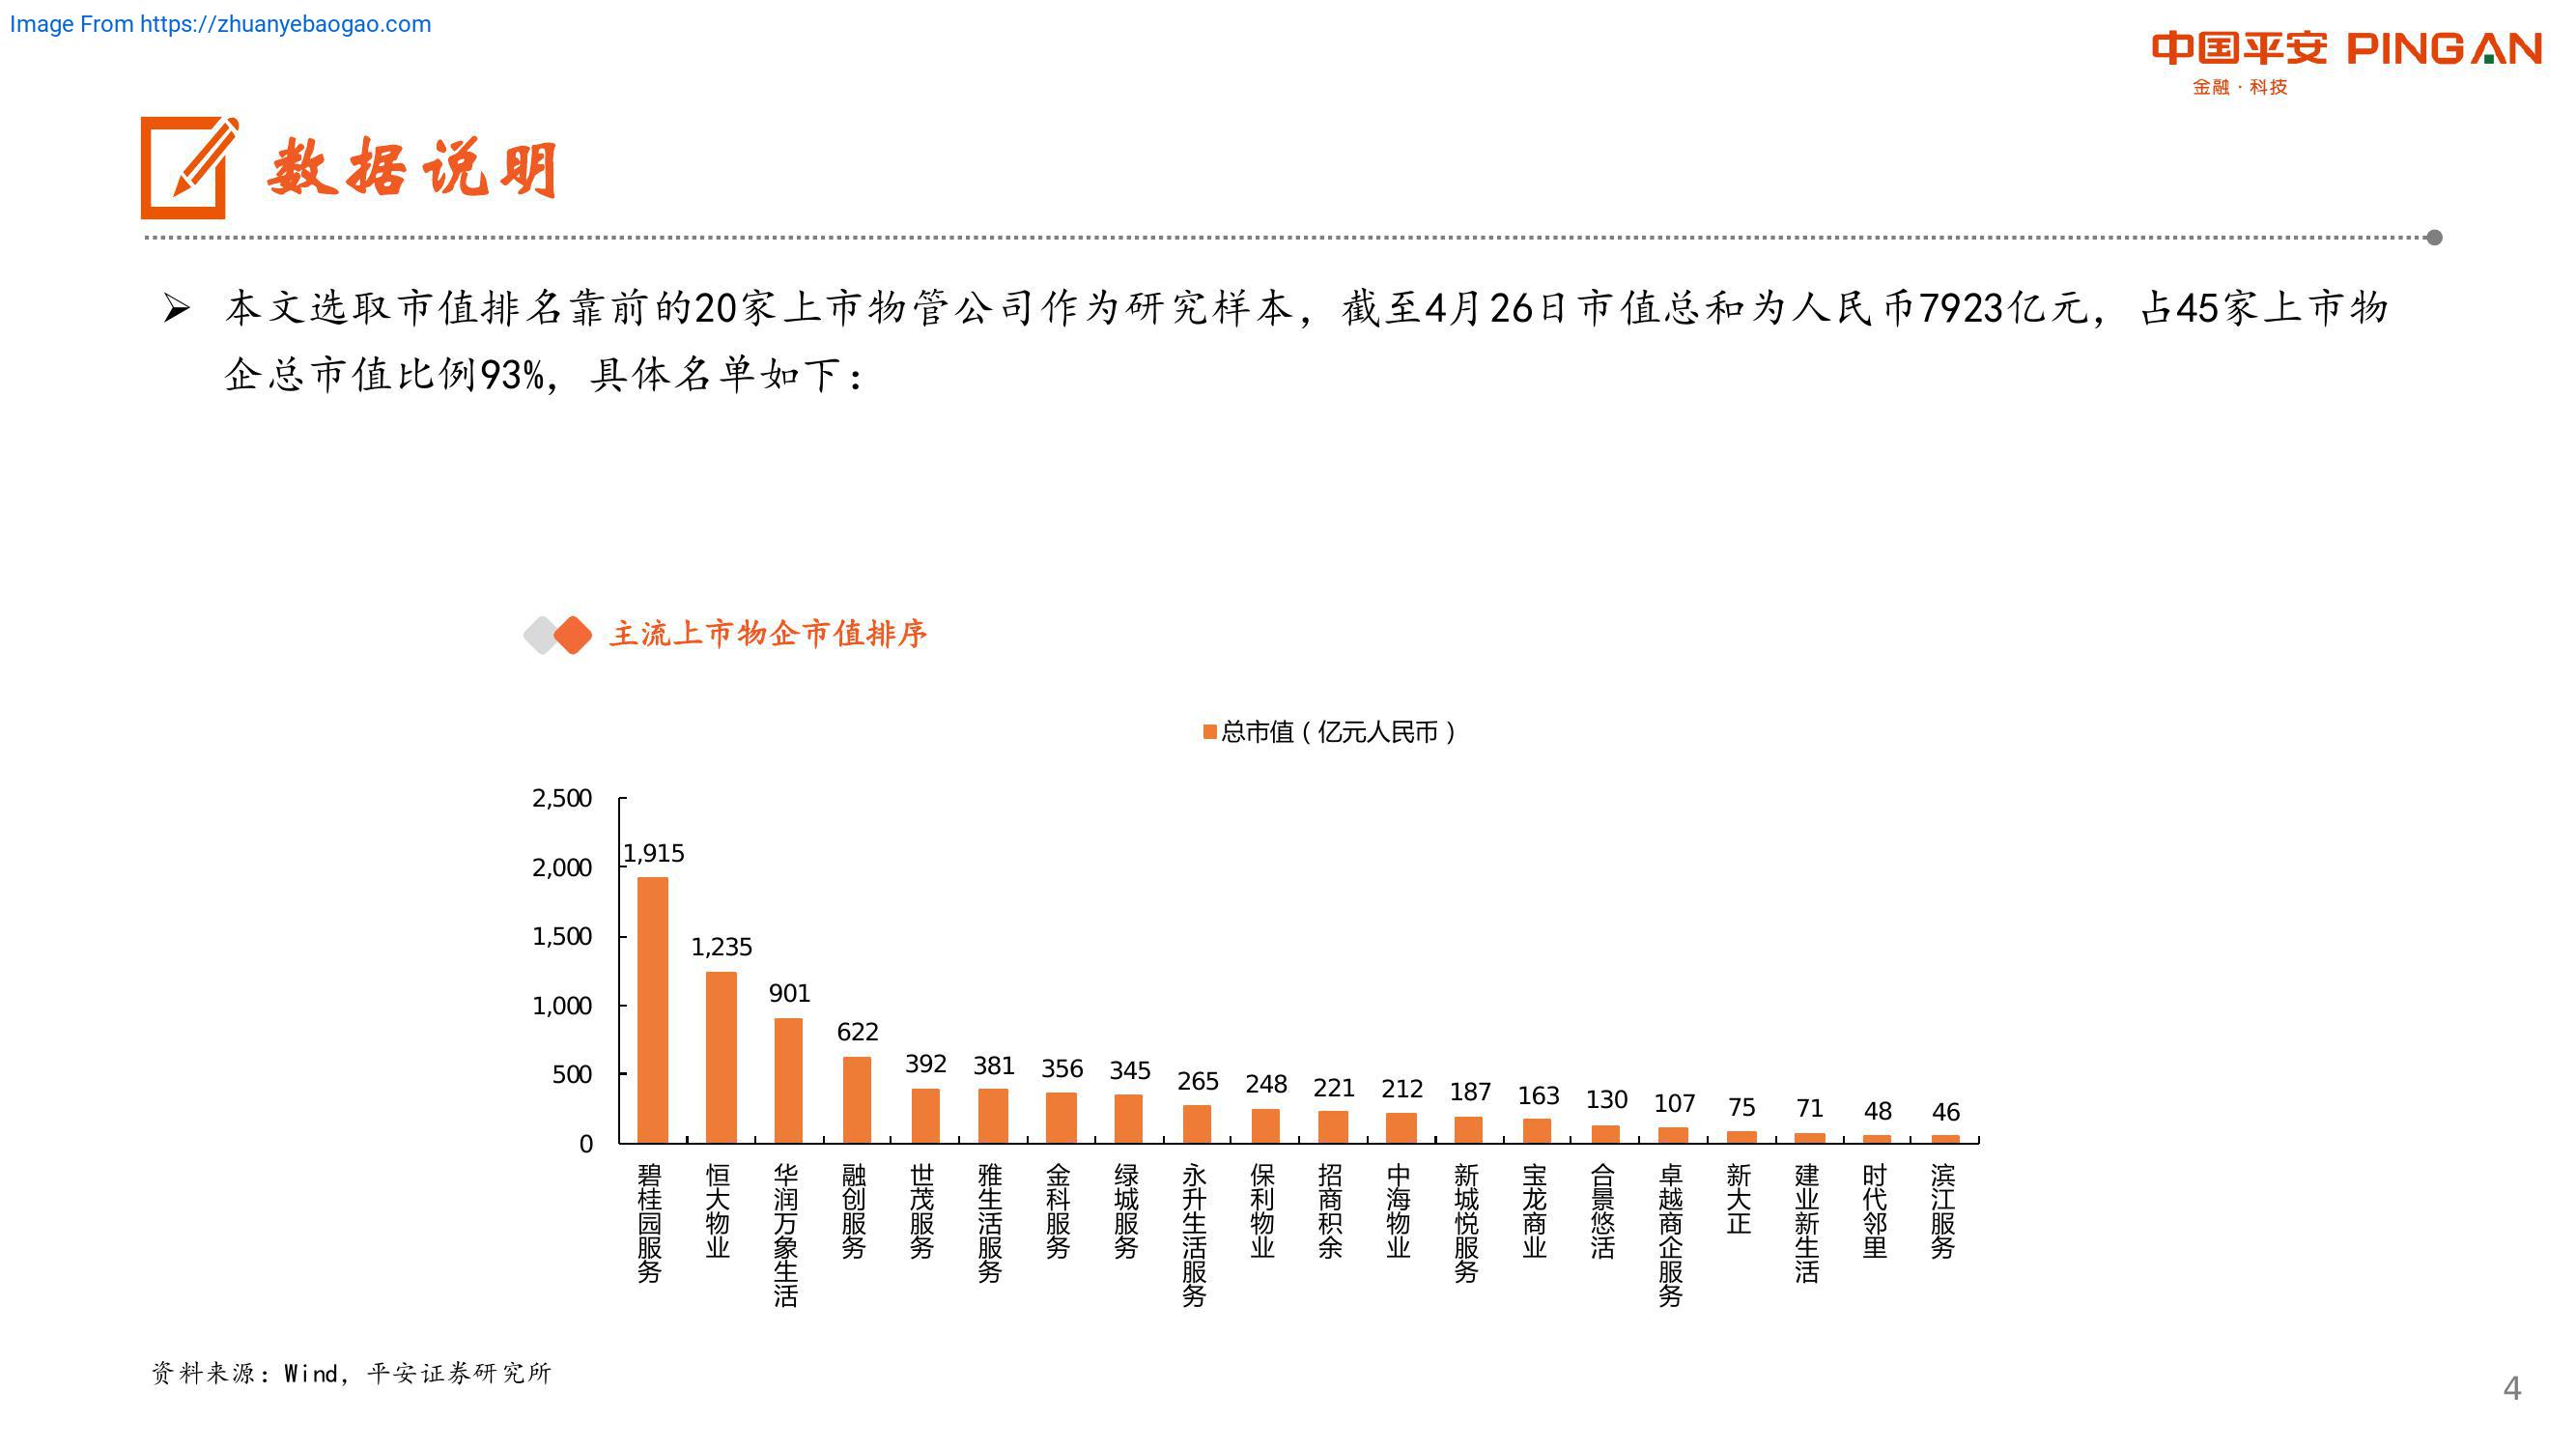 Image From https://zhuanyebaogao.com
中国平安 PINGAN
金融·科技
数据说明
➢ 本文选取市值排名靠前的20家上市物管公司作为研究样本，截至4月26日市值总和为人民币7923亿元，占45家上市物
企总市值比例93%，具体名单如下：
主流上市物企市值排序
总市值（亿元人民币）
2,500
2,000
1,500
1,000
500
0
1,915
1,235
901
622
392
381
356
345
265
248
221
212
187
163
130
107
75
71
48
46
碧桂园服务
恒大物业
华润万象生活
融创服务
世茂服务
雅生活服务
金科服务
绿城服务
永升生活服务
保利物业
招商积余
中海物业
新城悦服务
宝龙商业
合景悠活
卓越商企服务
新大正
建业新生活
时代邻里
滨江服务
资料来源：Wind，平安证券研究所
4